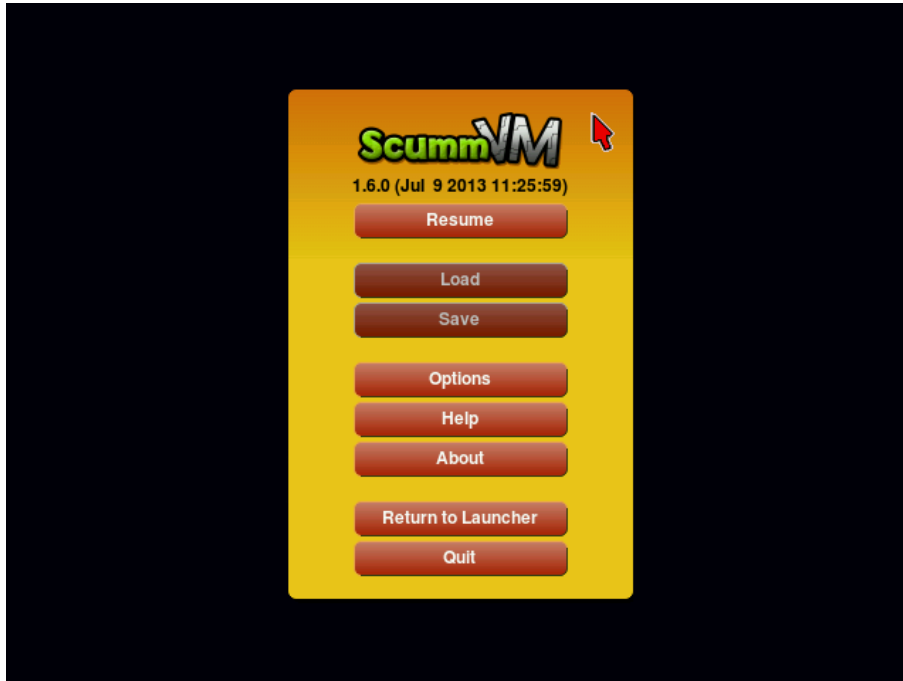 ScummVM
1.6.0 (Jul 9 2013 11:25:59)
Resume
Load
Save
Options
Help
About
Return to Launcher
Quit